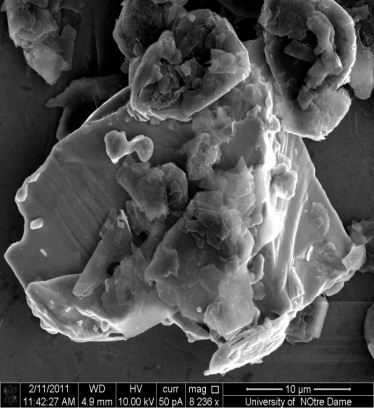 2/11/2011 WD HV curr mag □ 10 µm
11:42:27 AM 4.9 mm 10.00 kV 50 pA 8 236 x University of NOtre Dame